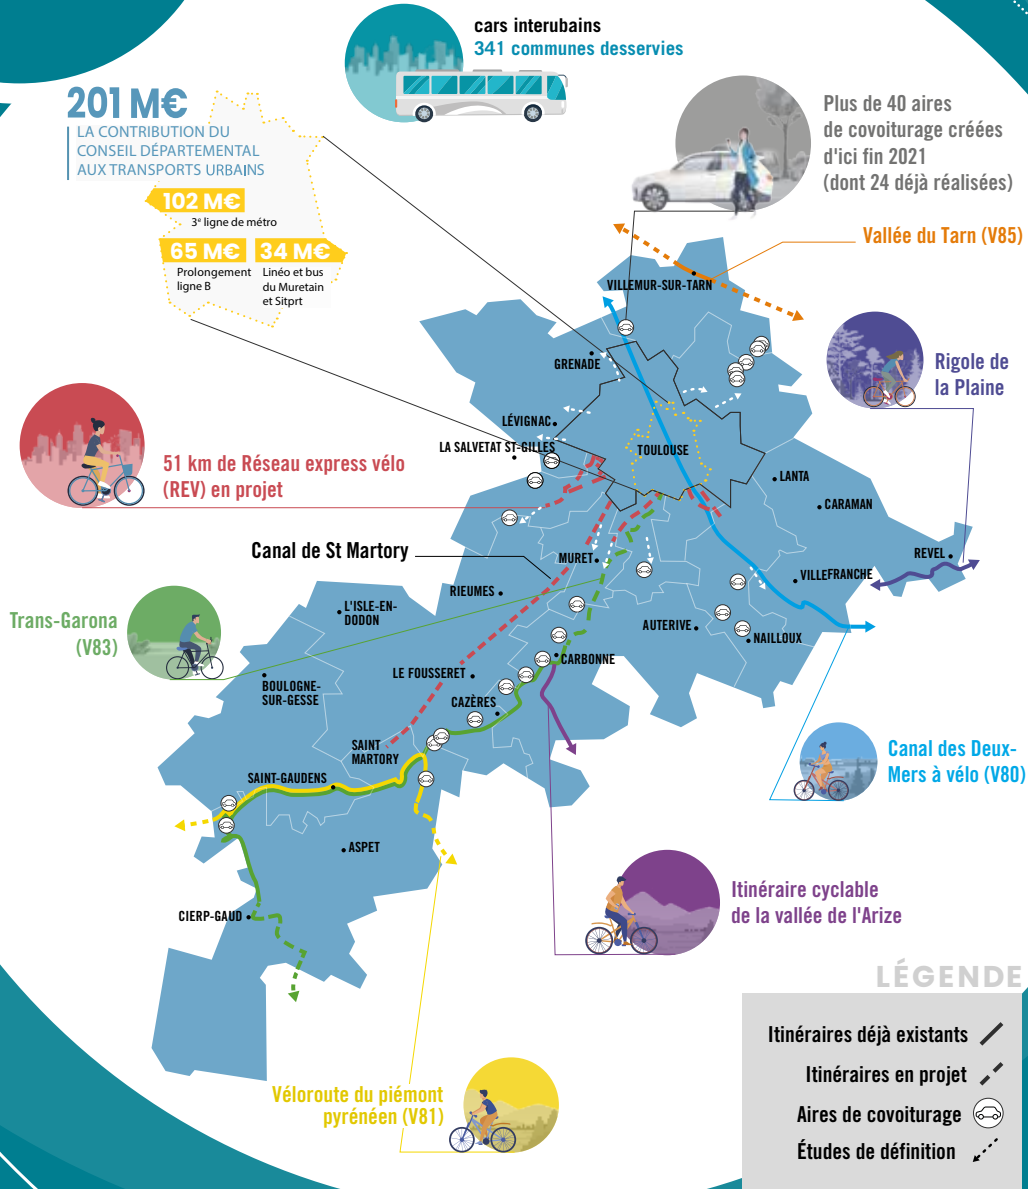 cars interubains
341 communes desservies
201 M€
LA CONTRIBUTION DU
CONSEIL DÉPARTEMENTAL
AUX TRANSPORTS URBAINS
102 M€
3e ligne de métro
65 M€
Prolongement
ligne B
34 M€
Linéo et bus
du Muretain
et Sitprt
Plus de 40 aires
de covoiturage créées
d'ici fin 2021
(dont 24 déjà réalisées)
Vallée du Tarn (V85)
VILLEMUR-SUR-TARN
GRENADE
Rigole de
la Plaine
LÉVIGNAC
LA SALVETAT ST-GILLES
TOULOUSE
51 km de Réseau express vélo
(REV) en projet
LANTA
CARAMAN
Canal de St Martory
MURET
REVEL
VILLEFRANCHE
RIEUMES
L'ISLE-EN-
DODON
Trans-Garona
(V83)
AUTERIVE
NAILLOUX
CARBONNE
LE FOUSSERET
BOULOGNE-
SUR-GESSE
CAZÈRES
SAINT
MARTORY
Canal des Deux-
Mers à vélo (V80)
SAINT-GAUDENS
ASPET
Itinéraire cyclable
de la vallée de l'Arize
CIERP-GAUD
Véloroute du piémont
pyrénéen (V81)
LÉGENDE
Itinéraires déjà existants
Itinéraires en projet
Aires de covoiturage
Études de définition